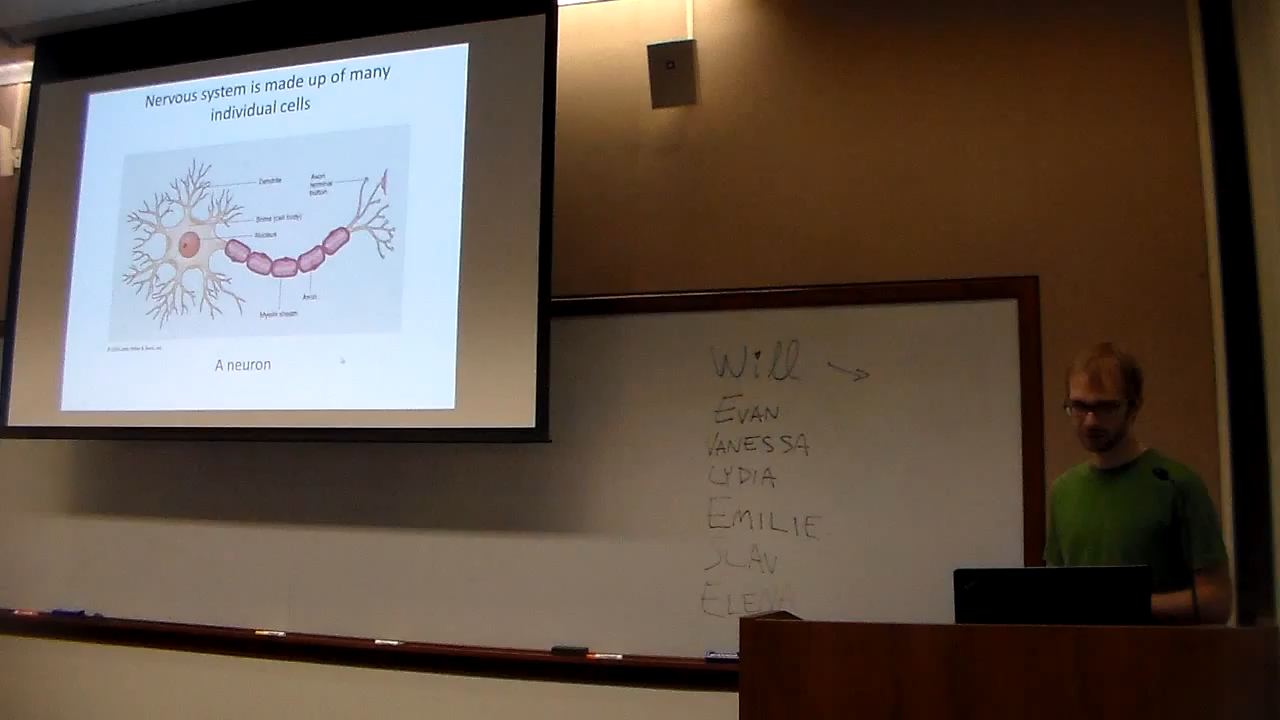 Nervous system is made up of many
individual cells
Dendrite
Axon
terminal
button
Soma (cell body)
Nucleus
Axon
Myelin sheath
A neuron
Will →
EVAN
VANESSA
LYDIA
EMILIE
SLAV
ELENA